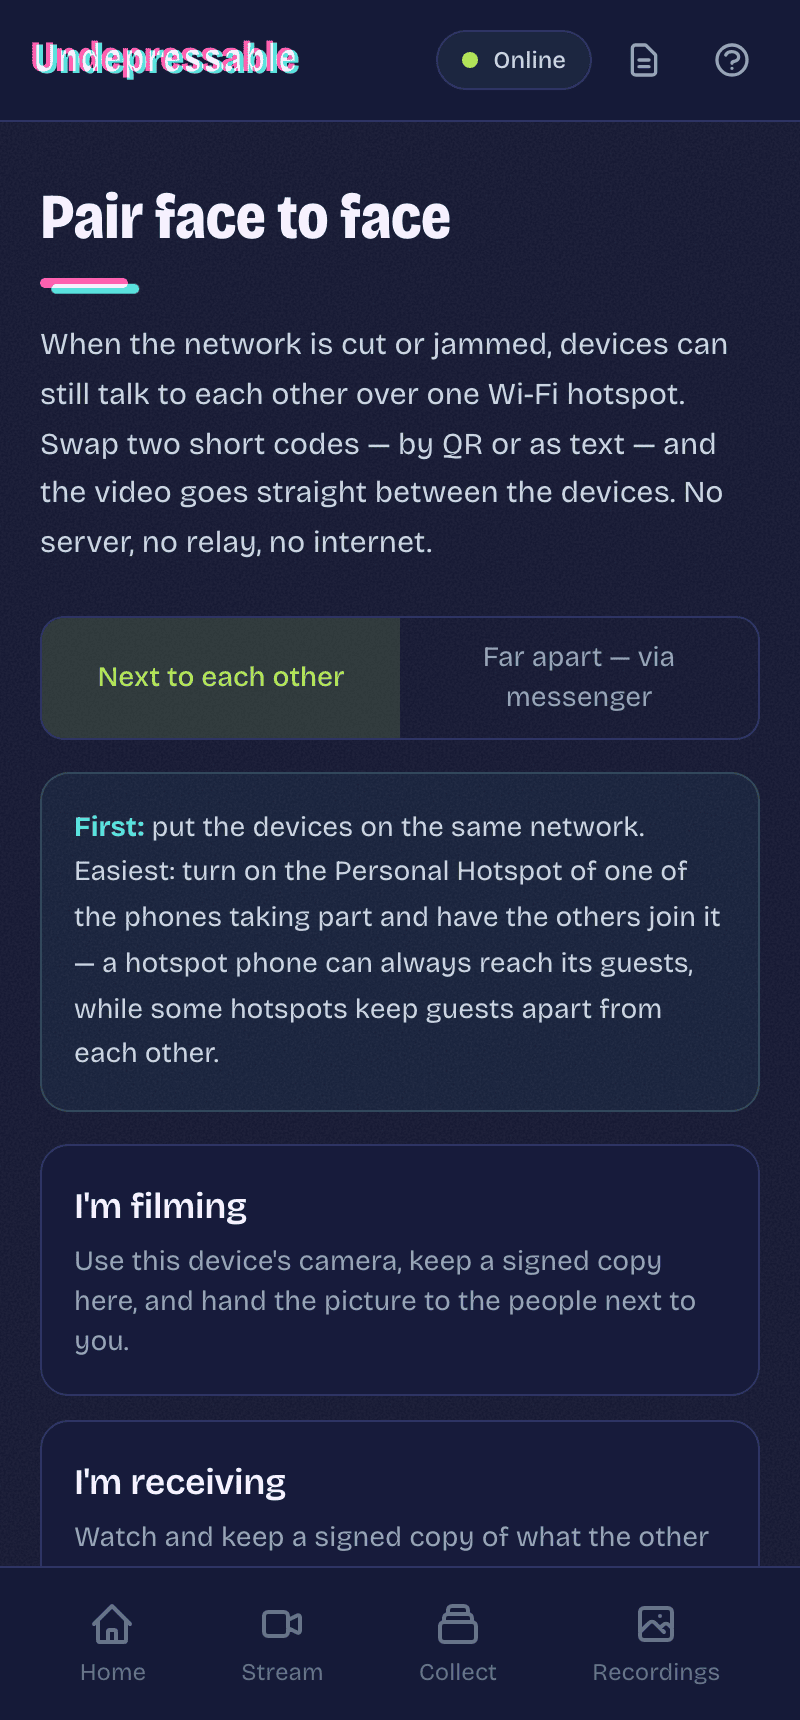 Undepressable
Online
Pair face to face
When the network is cut or jammed, devices can
still talk to each other over one Wi-Fi hotspot.
Swap two short codes — by QR or as text — and
the video goes straight between the devices. No
server, no relay, no internet.
Next to each other
Far apart — via
messenger
First: put the devices on the same network.
Easiest: turn on the Personal Hotspot of one of
the phones taking part and have the others join it
— a hotspot phone can always reach its guests,
while some hotspots keep guests apart from
each other.
I'm filming
Use this device's camera, keep a signed copy
here, and hand the picture to the people next to
you.
I'm receiving
Watch and keep a signed copy of what the other
Home
Stream
Collect
Recordings